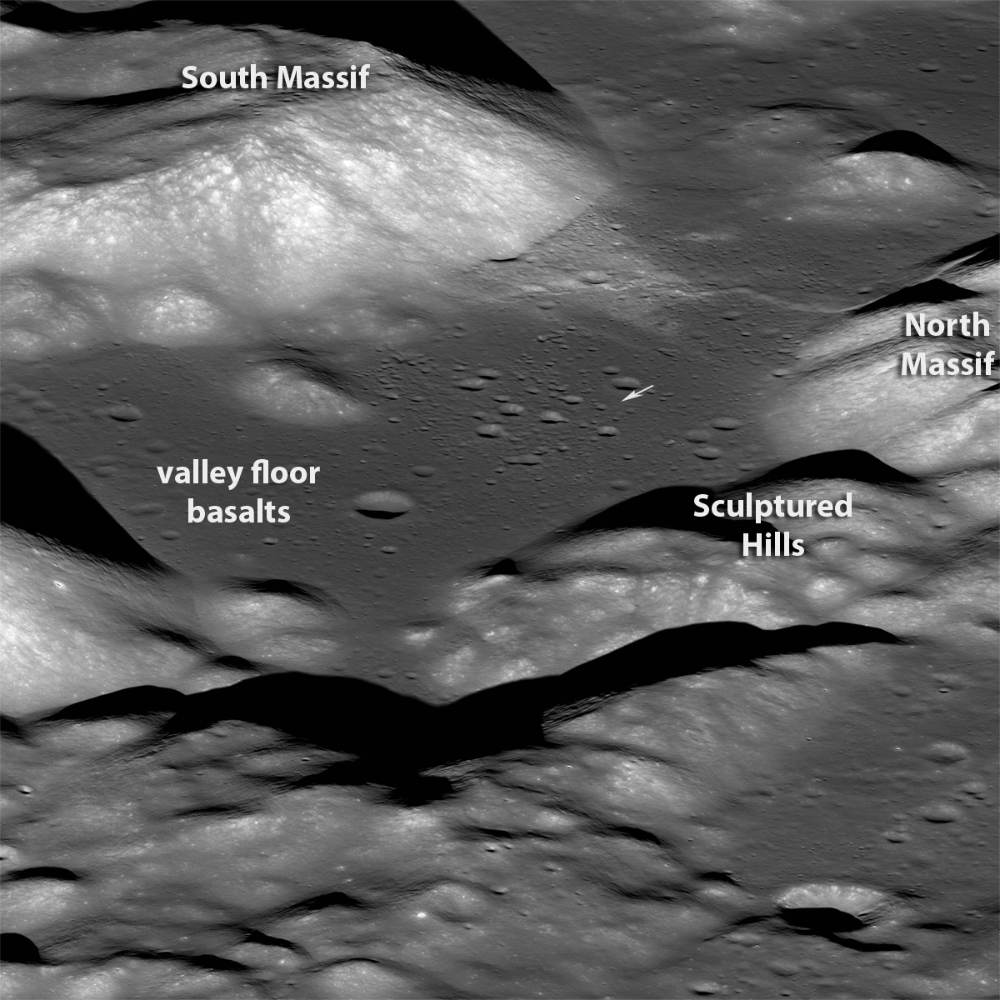 South Massif
North
Massif
valley floor
basalts
Sculptured
Hills